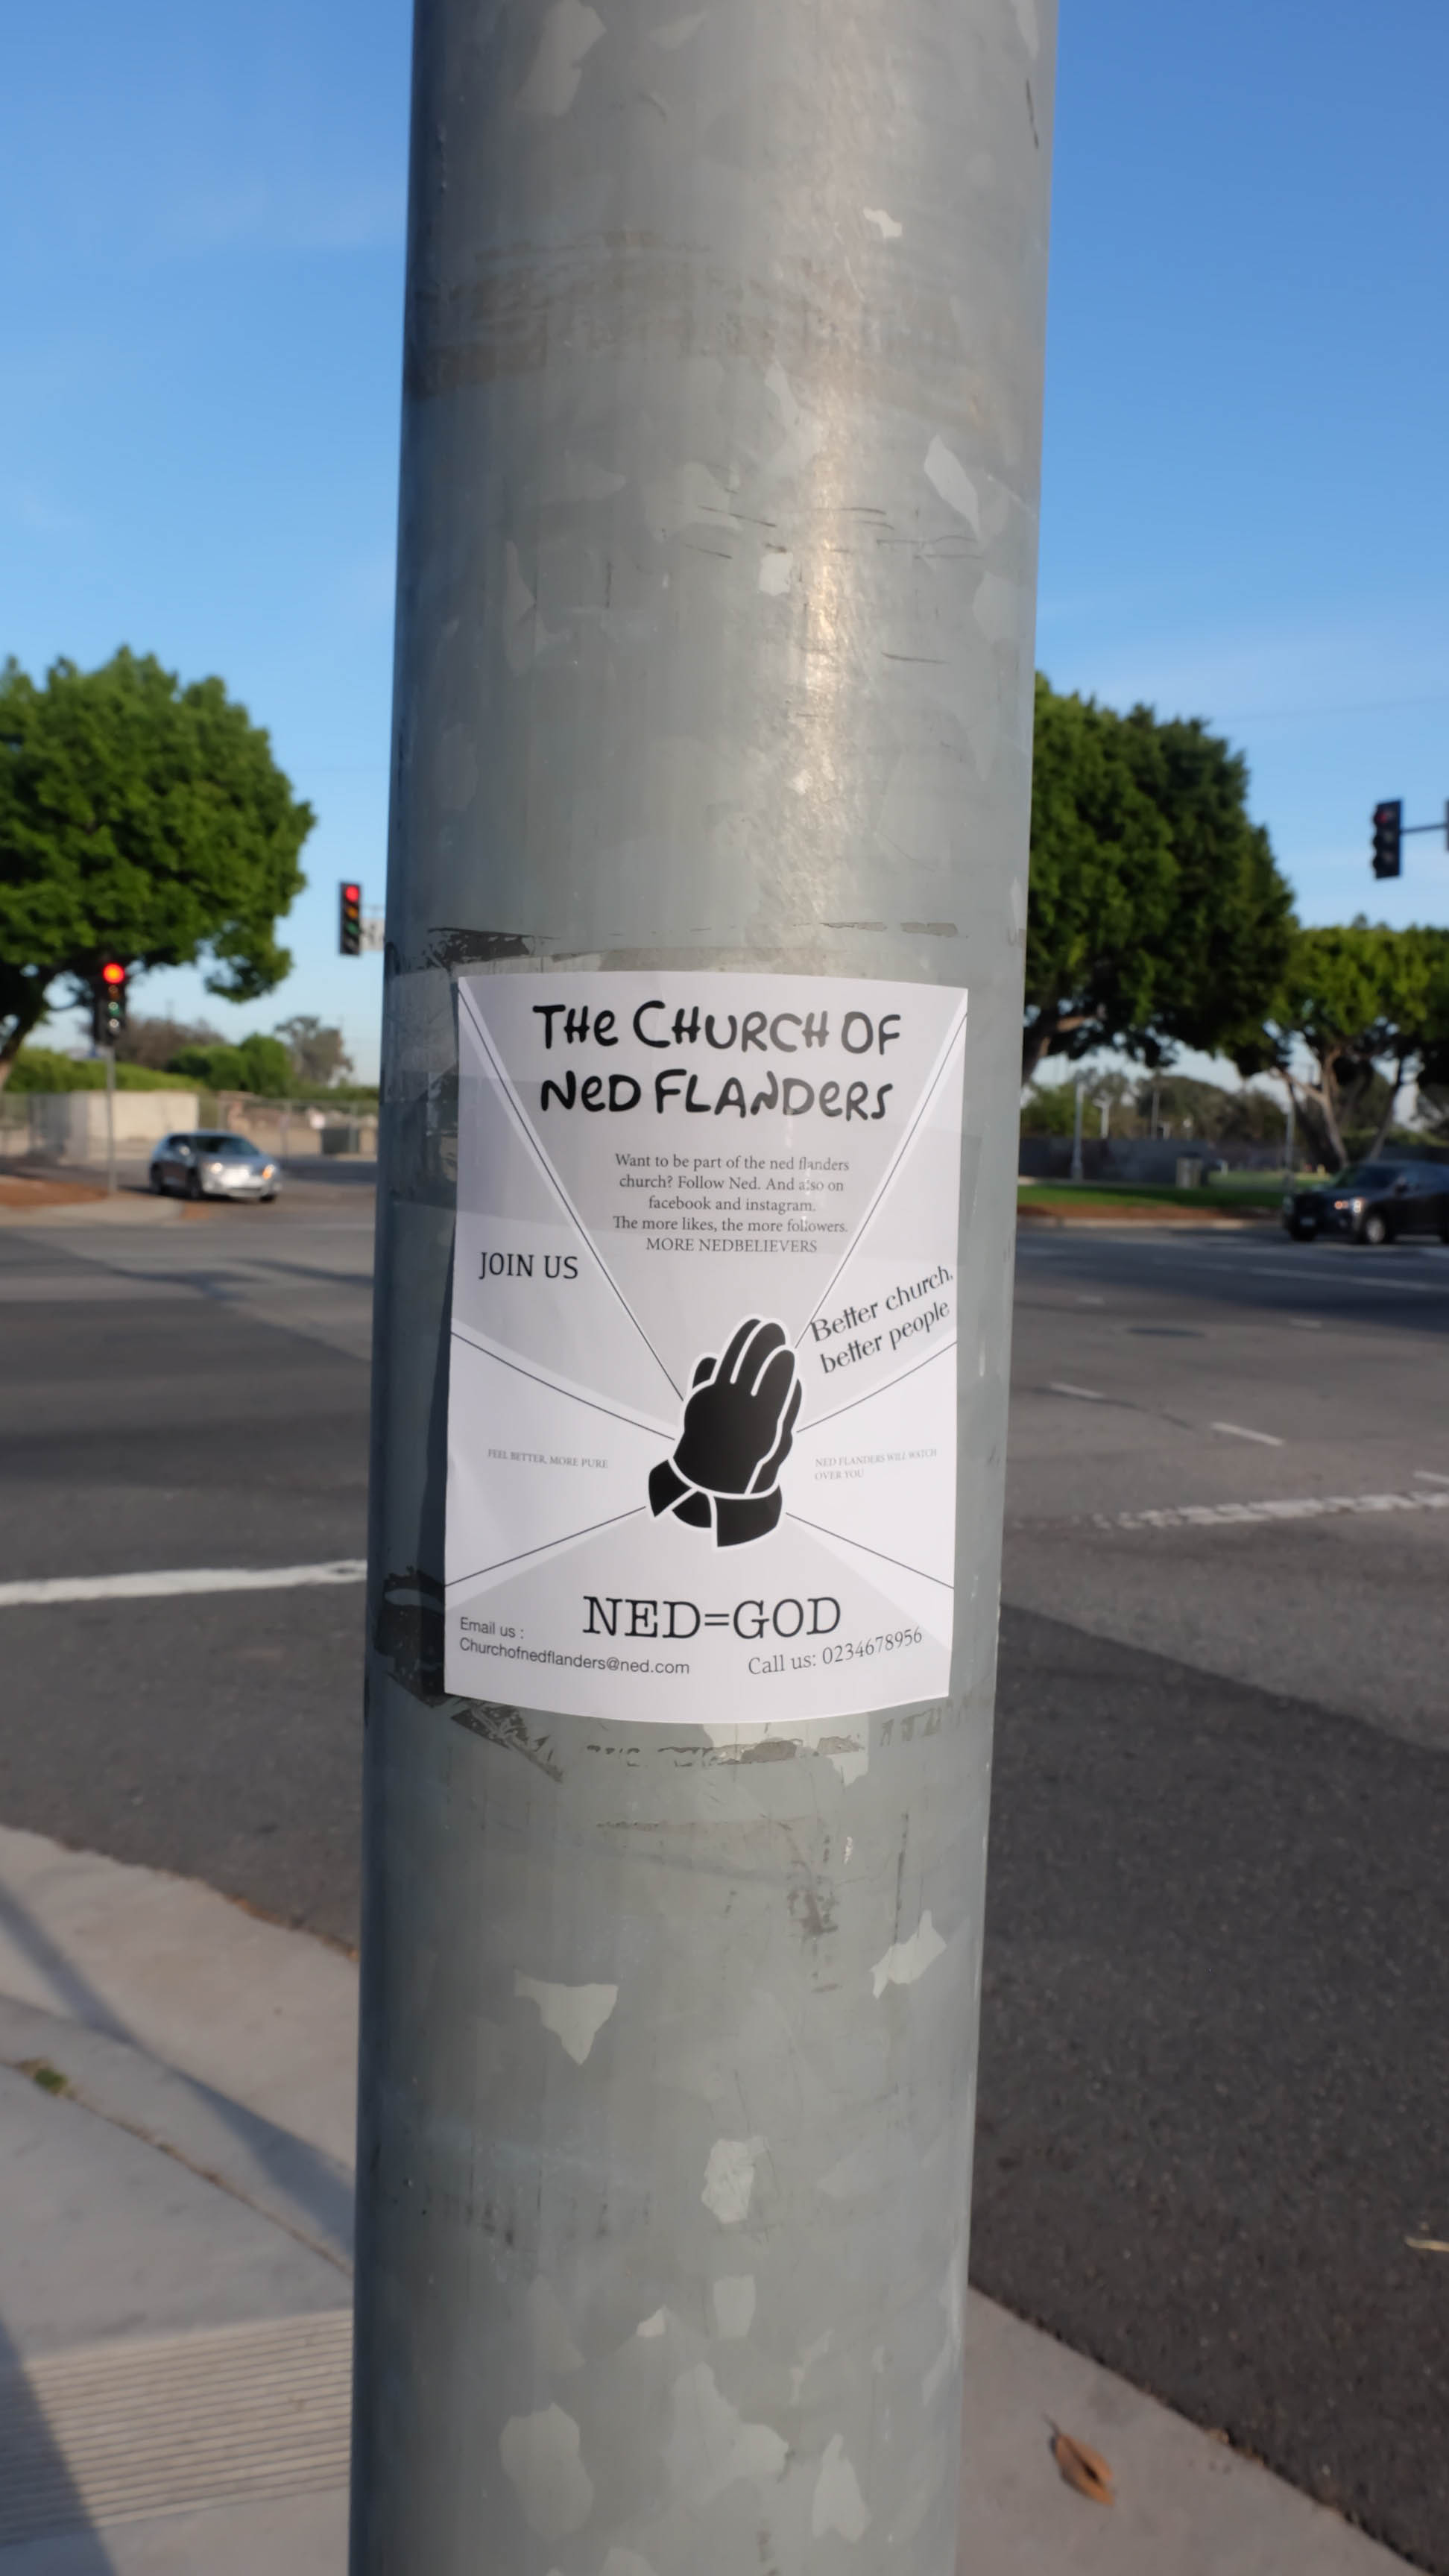 THe CHURCH OF
NeD FLANDeRS
Want to be part of the ned flanders
church? Follow Ned. And also on
facebook and instagram.
The more likes, the more followers.
MORE NEDBELIEVERS
JOIN US
Better church,
better people
FEEL BETTER, MORE PURE
NED FLANDERS WILL WATCH
OVER YOU
NED=GOD
Email us :
Churchofnedflanders@ned.com
Call us: 0234678956